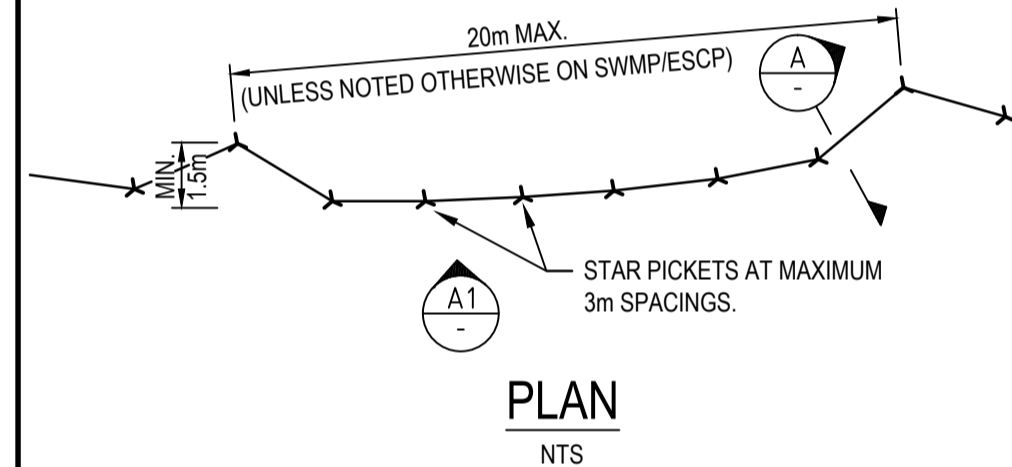 20m MAX.
(UNLESS NOTED OTHERWISE ON SWMP/ESCP)
A
-
MIN.
1.5m
STAR PICKETS AT MAXIMUM
3m SPACINGS.
A1
-
PLAN
NTS